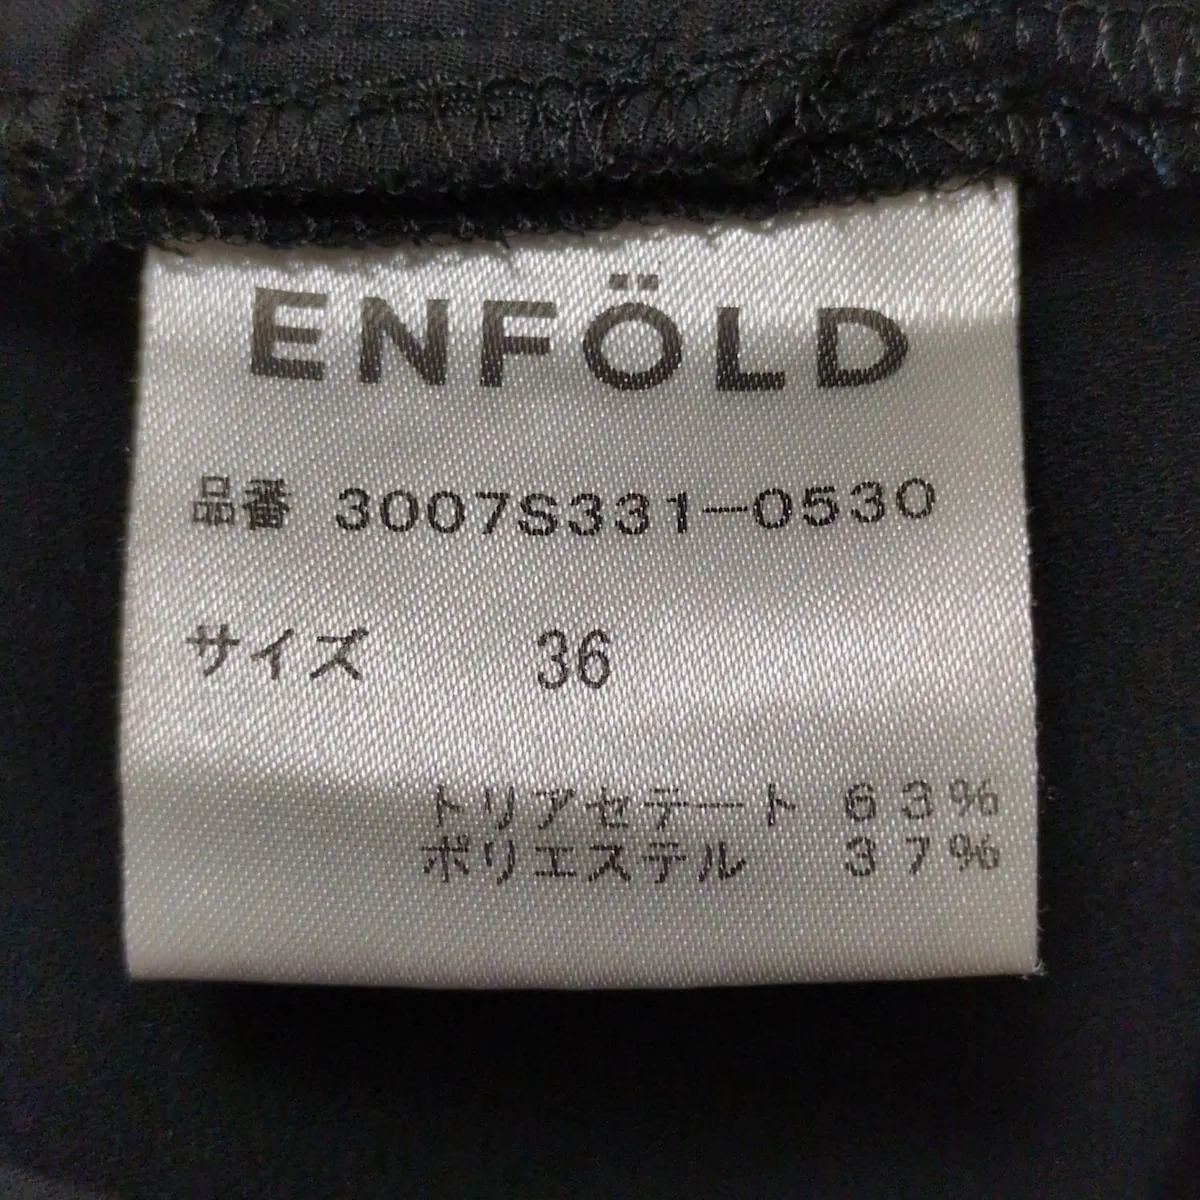 ENFÖLD
品番 3007S331-0530
サイズ 36
トリアセテート 63%
ポリエステル 37%